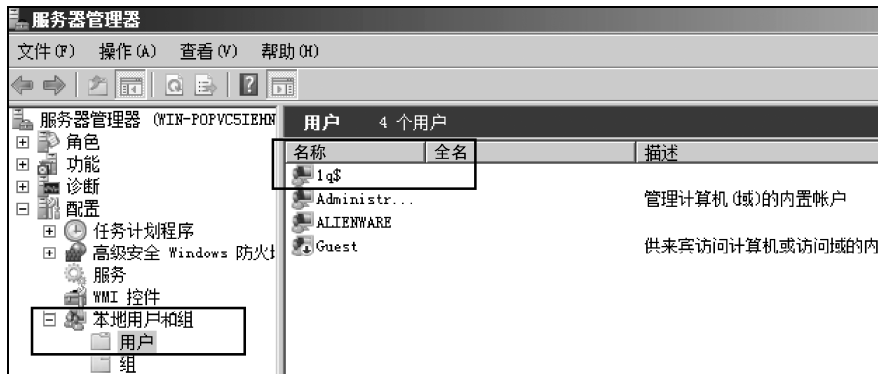 服务器管理器
文件(F) 操作(A) 查看(V) 帮助(H)
服务器管理器 (WIN-POPVC5IEHN
角色
功能
诊断
配置
任务计划程序
高级安全 Windows 防火
服务
WMI 控件
本地用户和组
用户
组
用户 4 个用户
名称 全名 描述
1q$
Administr... 管理计算机(域)的内置帐户
ALIENWARE
Guest 供来宾访问计算机或访问域的内